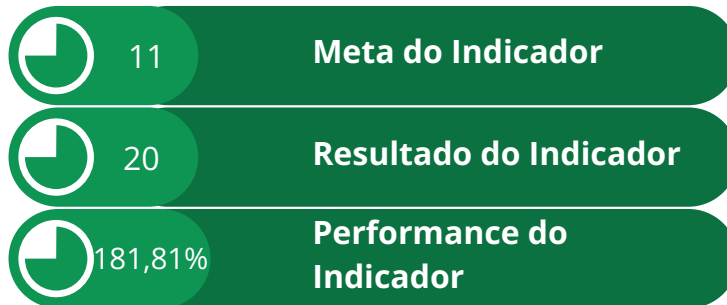 11
Meta do Indicador
20
Resultado do Indicador
181,81%
Performance do
Indicador